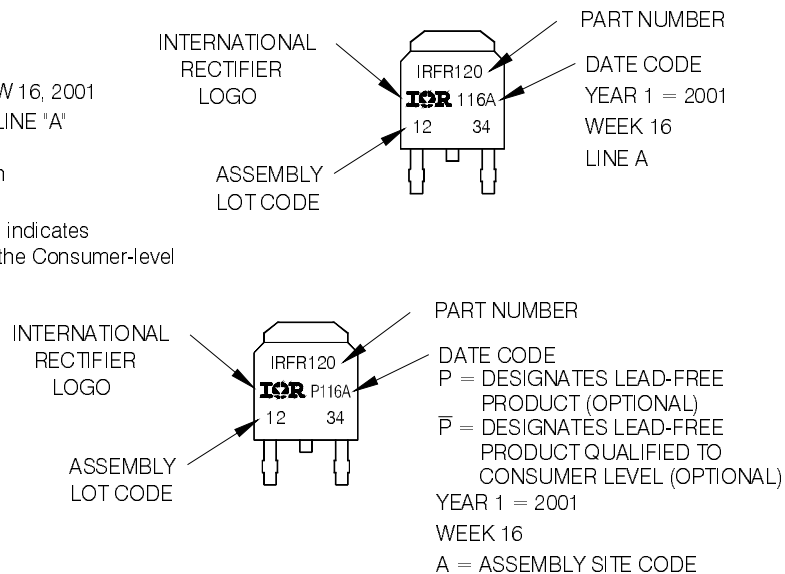 INTERNATIONAL
RECTIFIER
LOGO
PART NUMBER
IRFR120
IOR 116A
12 34
DATE CODE
YEAR 1 = 2001
WEEK 16
LINE A
W 16, 2001
LINE "A"
ASSEMBLY
LOT CODE
indicates
the Consumer-level
INTERNATIONAL
RECTIFIER
LOGO
PART NUMBER
IRFR120
IOR P116A
12 34
DATE CODE
P = DESIGNATES LEAD-FREE
PRODUCT (OPTIONAL)
P̅ = DESIGNATES LEAD-FREE
PRODUCT QUALIFIED TO
CONSUMER LEVEL (OPTIONAL)
YEAR 1 = 2001
WEEK 16
A = ASSEMBLY SITE CODE
ASSEMBLY
LOT CODE